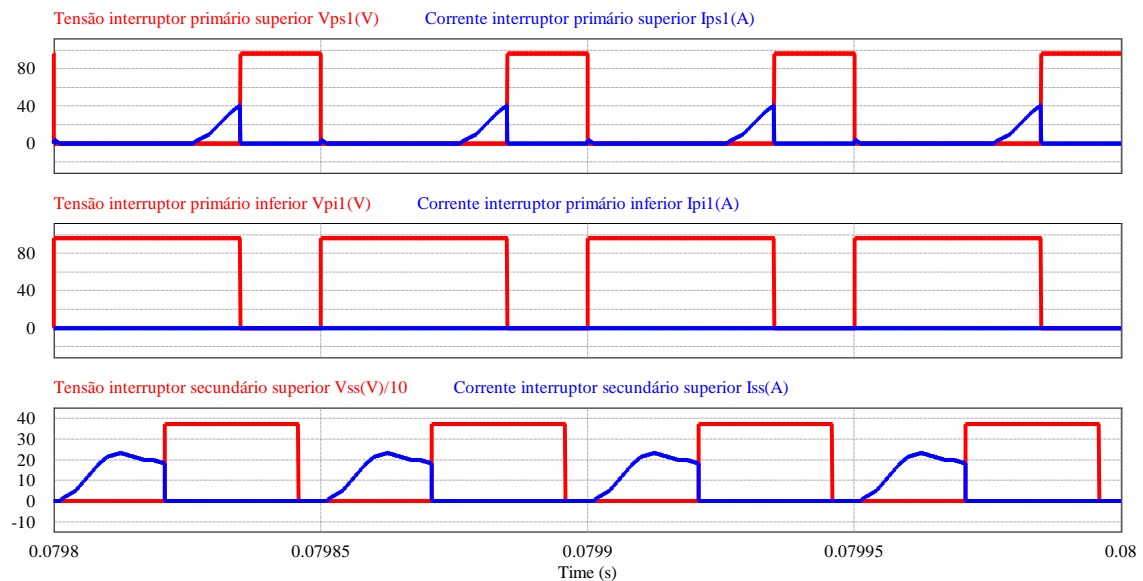 Tensão interruptor primário superior Vps1(V) Corrente interruptor primário superior Ips1(A)
80
40
0
Tensão interruptor primário inferior Vpi1(V) Corrente interruptor primário inferior Ipi1(A)
80
40
0
Tensão interruptor secundário superior Vss(V)/10 Corrente interruptor secundário superior Iss(A)
40
30
20
10
0
-10
0.0798 0.07985 0.0799 0.07995 0.08
Time (s)